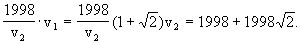 1998/v₂ · v₁ = 1998/v₂ (1 + √2)v₂ = 1998 + 1998√2.